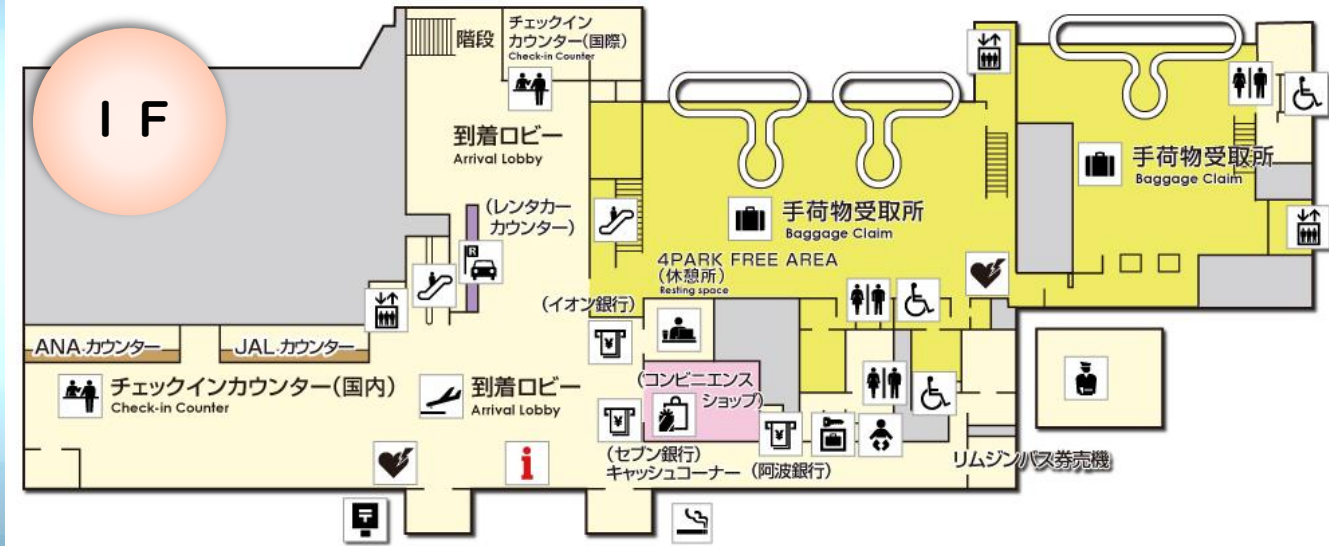 1F
階段
チェックイン
カウンター(国際)
Check-in Counter
到着ロビー
Arrival Lobby
(レンタカー
カウンター)
R
手荷物受取所
Baggage Claim
手荷物受取所
Baggage Claim
4PARK FREE AREA
(休憩所)
Resting space
(イオン銀行)
¥
ANA カウンター
JAL カウンター
チェックインカウンター(国内)
Check-in Counter
到着ロビー
Arrival Lobby
(コンビニエンス
ショップ)
¥
¥
i
(セブン銀行)
キャッシュコーナー
(阿波銀行)
リムジンバス券売機
〒